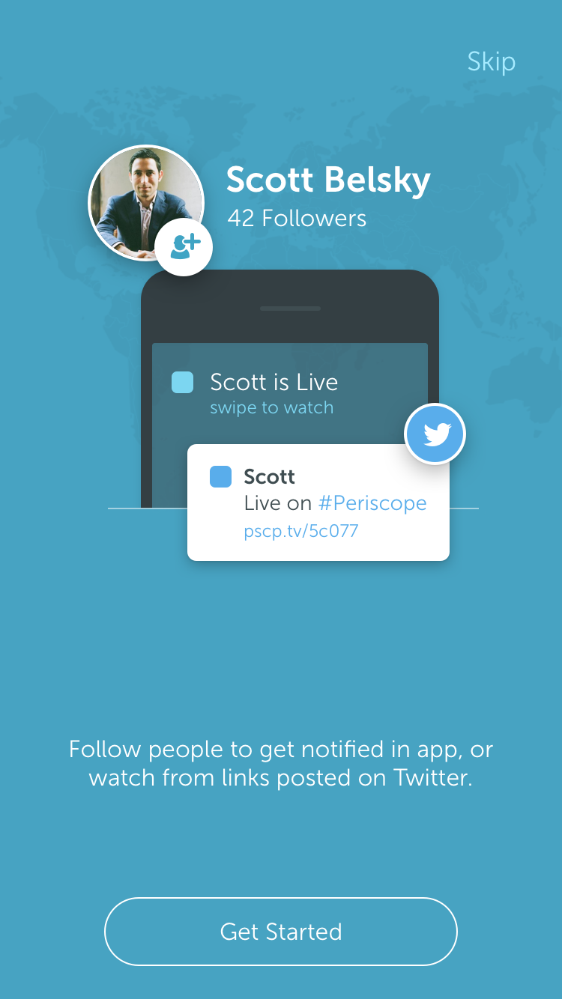 Skip
Scott Belsky
42 Followers
Scott is Live
swipe to watch
Scott
Live on #Periscope
pscp.tv/5c077
Follow people to get notified in app, or
watch from links posted on Twitter.
Get Started